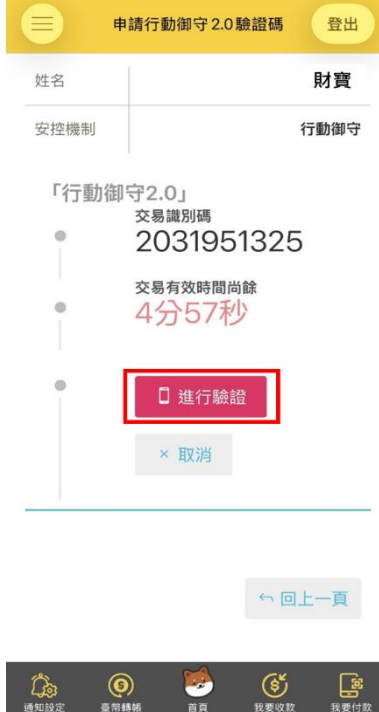 申請行動御守2.0驗證碼
登出
姓名 財寶
安控機制 行動御守
「行動御守2.0」
交易識別碼
2031951325
交易有效時間尚餘
4分57秒
進行驗證
× 取消
回上一頁
通知設定 臺幣轉帳 首頁 我要收款 我要付款